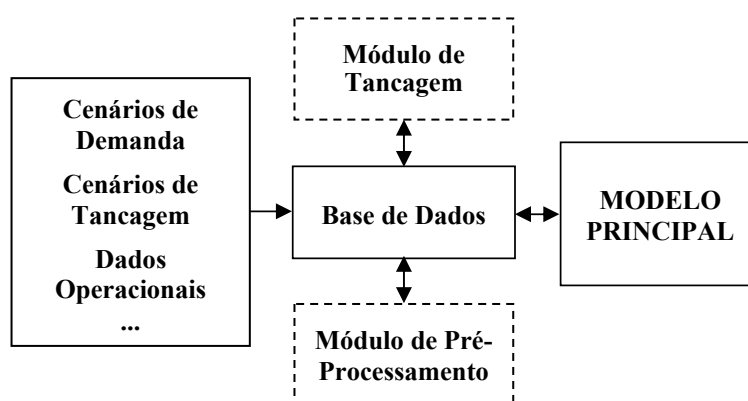 Módulo de
Tancagem
Cenários de
Demanda
Cenários de
Tancagem
Dados
Operacionais
...
Base de Dados
MODELO
PRINCIPAL
Módulo de Pré-
Processamento